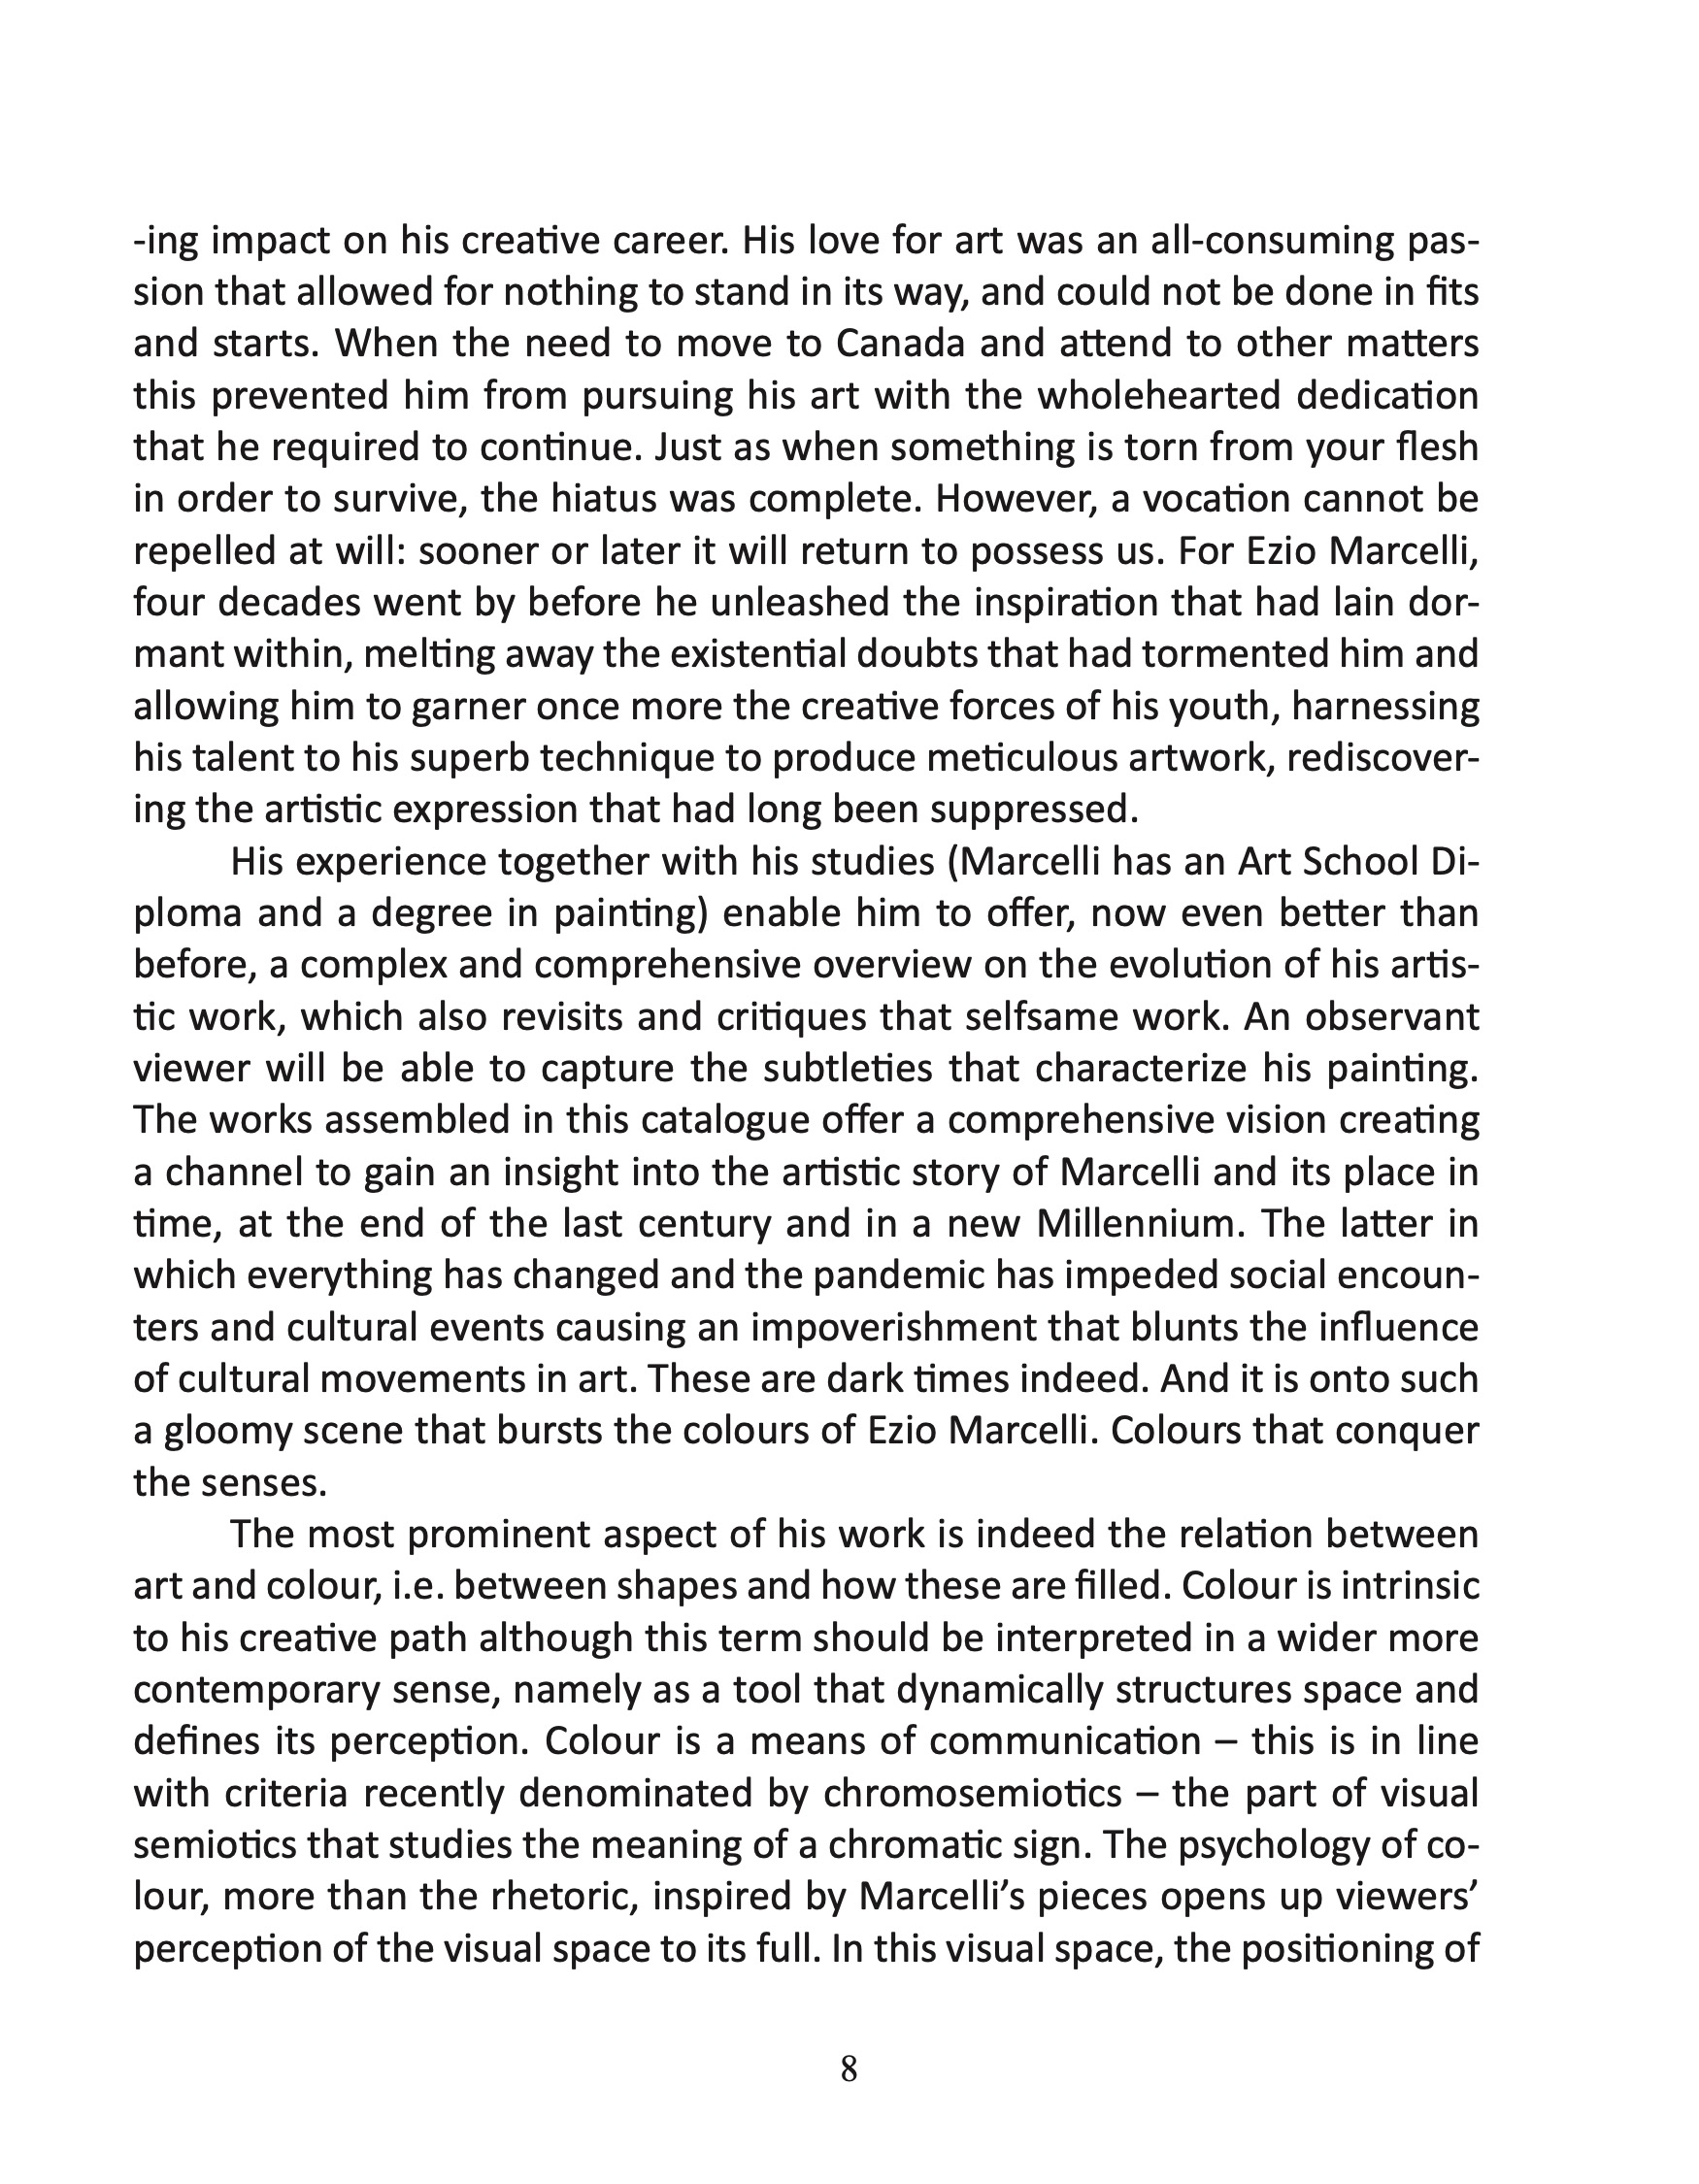 -ing impact on his creative career. His love for art was an all-consuming pas-
sion that allowed for nothing to stand in its way, and could not be done in fits
and starts. When the need to move to Canada and attend to other matters
this prevented him from pursuing his art with the wholehearted dedication
that he required to continue. Just as when something is torn from your flesh
in order to survive, the hiatus was complete. However, a vocation cannot be
repelled at will: sooner or later it will return to possess us. For Ezio Marcelli,
four decades went by before he unleashed the inspiration that had lain dor-
mant within, melting away the existential doubts that had tormented him and
allowing him to garner once more the creative forces of his youth, harnessing
his talent to his superb technique to produce meticulous artwork, rediscover-
ing the artistic expression that had long been suppressed.
His experience together with his studies (Marcelli has an Art School Di-
ploma and a degree in painting) enable him to offer, now even better than
before, a complex and comprehensive overview on the evolution of his artis-
tic work, which also revisits and critiques that selfsame work. An observant
viewer will be able to capture the subtleties that characterize his painting.
The works assembled in this catalogue offer a comprehensive vision creating
a channel to gain an insight into the artistic story of Marcelli and its place in
time, at the end of the last century and in a new Millennium. The latter in
which everything has changed and the pandemic has impeded social encoun-
ters and cultural events causing an impoverishment that blunts the influence
of cultural movements in art. These are dark times indeed. And it is onto such
a gloomy scene that bursts the colours of Ezio Marcelli. Colours that conquer
the senses.
The most prominent aspect of his work is indeed the relation between
art and colour, i.e. between shapes and how these are filled. Colour is intrinsic
to his creative path although this term should be interpreted in a wider more
contemporary sense, namely as a tool that dynamically structures space and
defines its perception. Colour is a means of communication – this is in line
with criteria recently denominated by chromosemiotics – the part of visual
semiotics that studies the meaning of a chromatic sign. The psychology of co-
lour, more than the rhetoric, inspired by Marcelli’s pieces opens up viewers’
perception of the visual space to its full. In this visual space, the positioning of
8